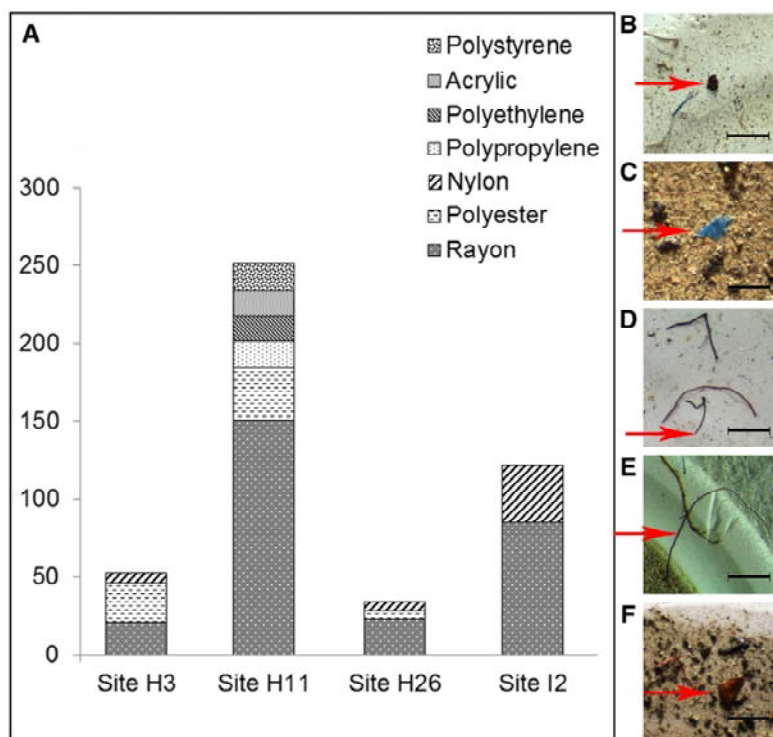 A
Polystyrene
Acrylic
Polyethylene
Polypropylene
Nylon
Polyester
Rayon
300
250
200
150
100
50
0
Site H3 Site H11 Site H26 Site I2
B
C
D
E
F